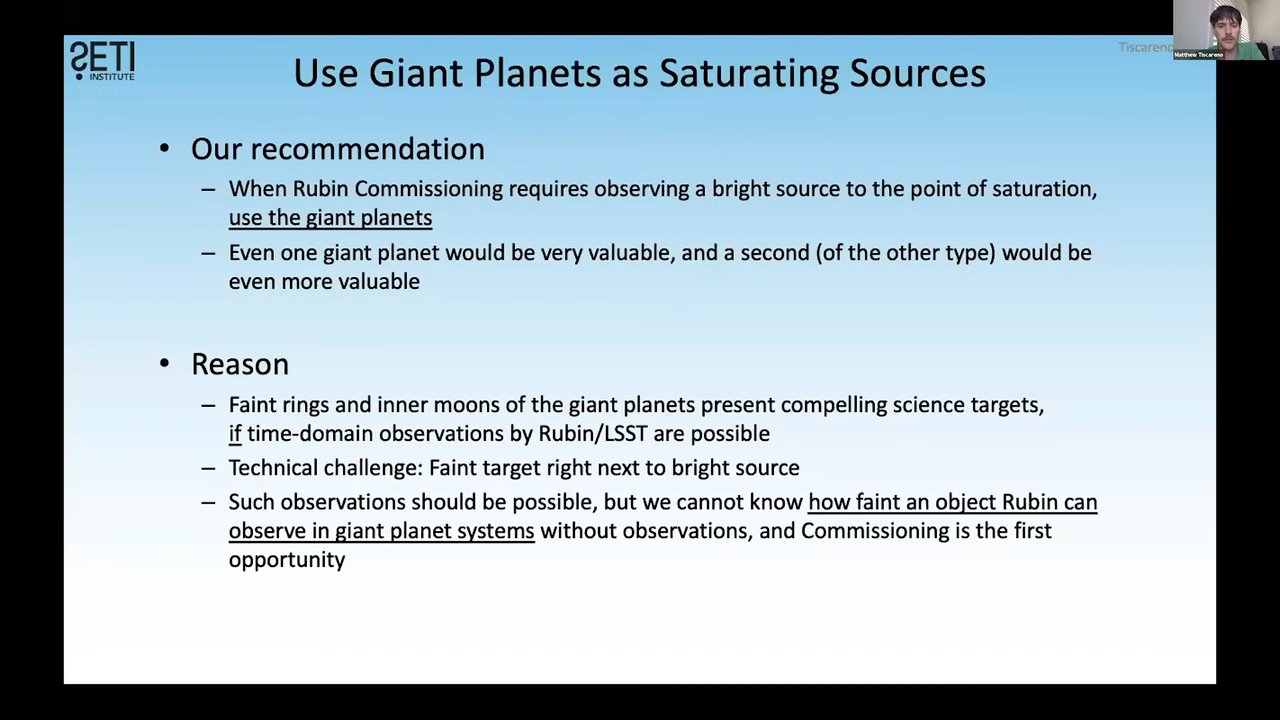 SETI
INSTITUTE
Tiscareno
Matthew Tiscareno
Use Giant Planets as Saturating Sources
• Our recommendation
– When Rubin Commissioning requires observing a bright source to the point of saturation,
use the giant planets
– Even one giant planet would be very valuable, and a second (of the other type) would be
even more valuable
• Reason
– Faint rings and inner moons of the giant planets present compelling science targets,
if time-domain observations by Rubin/LSST are possible
– Technical challenge: Faint target right next to bright source
– Such observations should be possible, but we cannot know how faint an object Rubin can
observe in giant planet systems without observations, and Commissioning is the first
opportunity